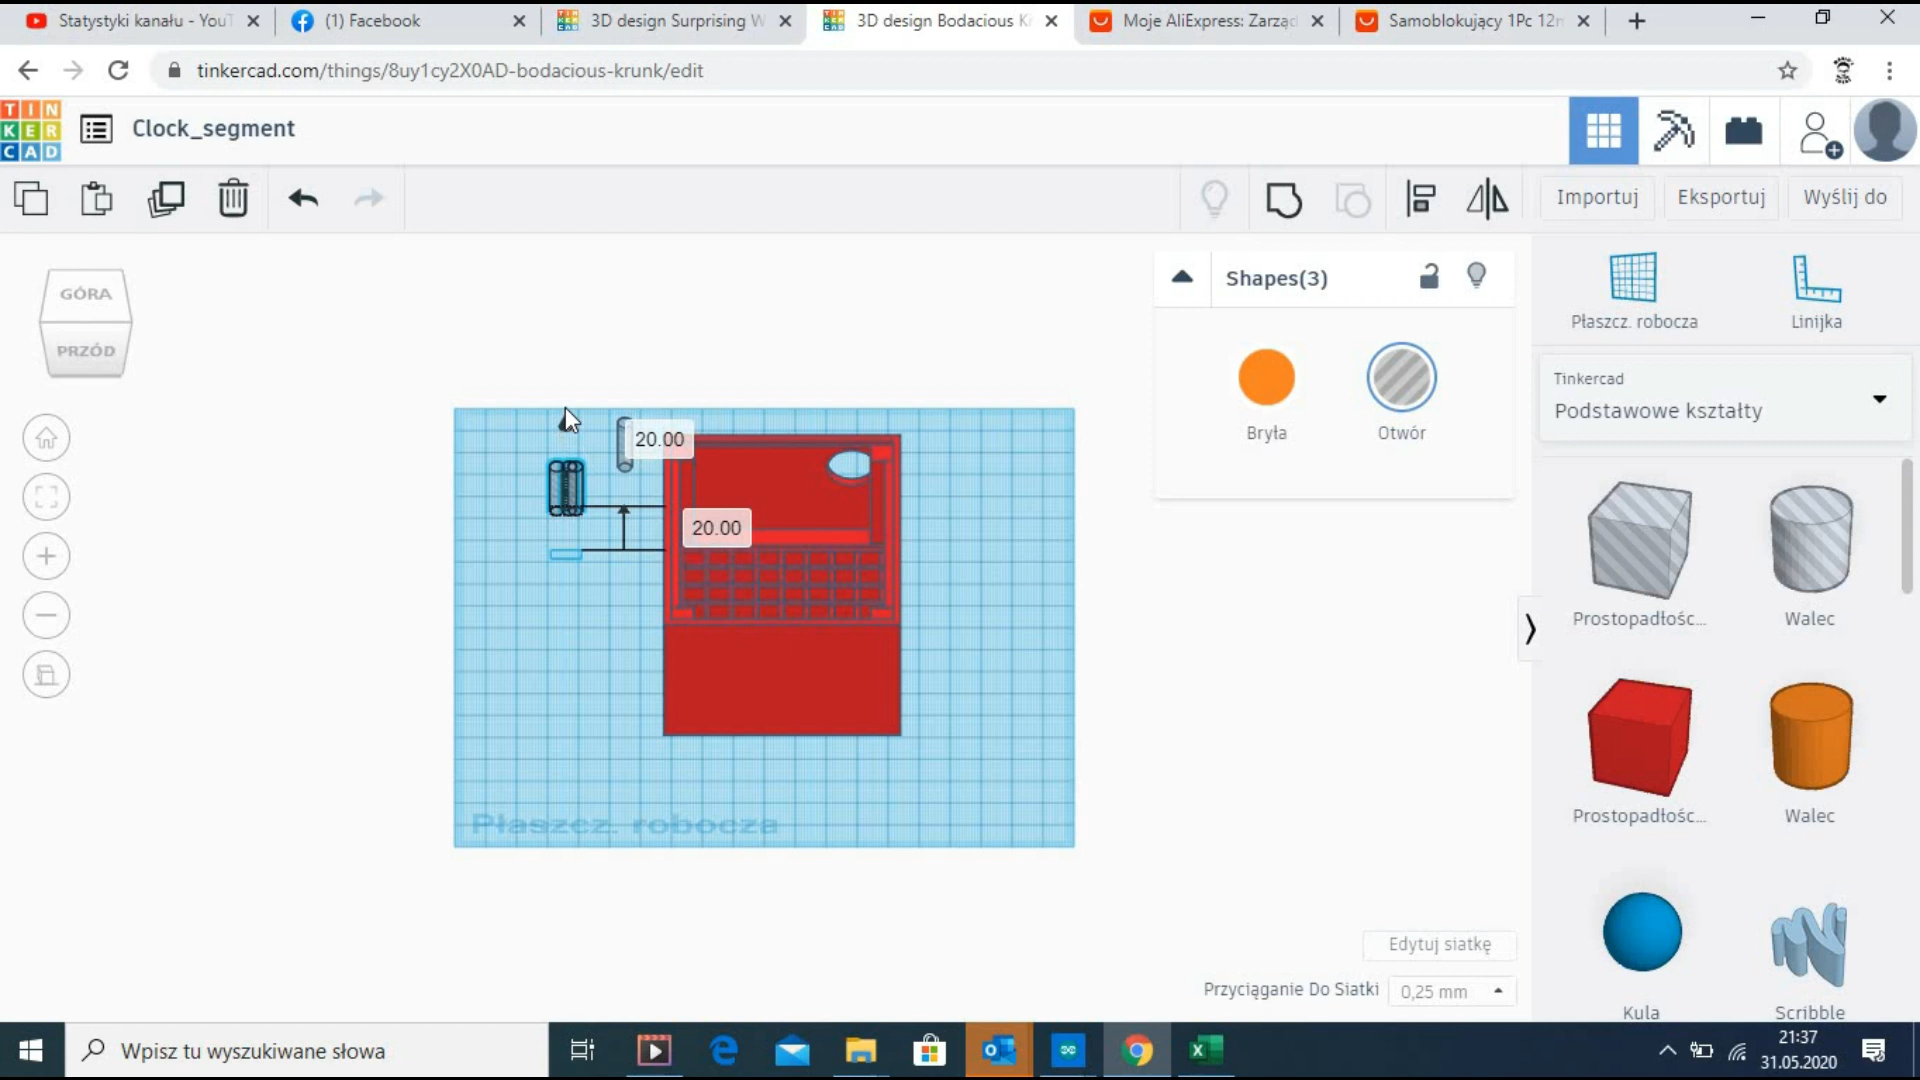 Statystyki kanału - YouT
(1) Facebook
3D design Surprising W
3D design Bodacious K
Moje AliExpress: Zarząd
Samoblokujący 1Pc 12m
tinkercad.com/things/8uy1cy2X0AD-bodacious-krunk/edit
TIN
KER
CAD
Clock_segment
Importuj
Eksportuj
Wyślij do
GÓRA
PRZÓD
Shapes(3)
Bryła
Otwór
Płaszcz. robocza
Linijka
Tinkercad
Podstawowe kształty
20.00
20.00
Prostopadłośc...
Walec
Prostopadłośc...
Walec
Płaszcz. robocza
Edytuj siatkę
Przyciąganie Do Siatki
0,25 mm
Kula
Scribble
Wpisz tu wyszukiwane słowa
21:37
31.05.2020